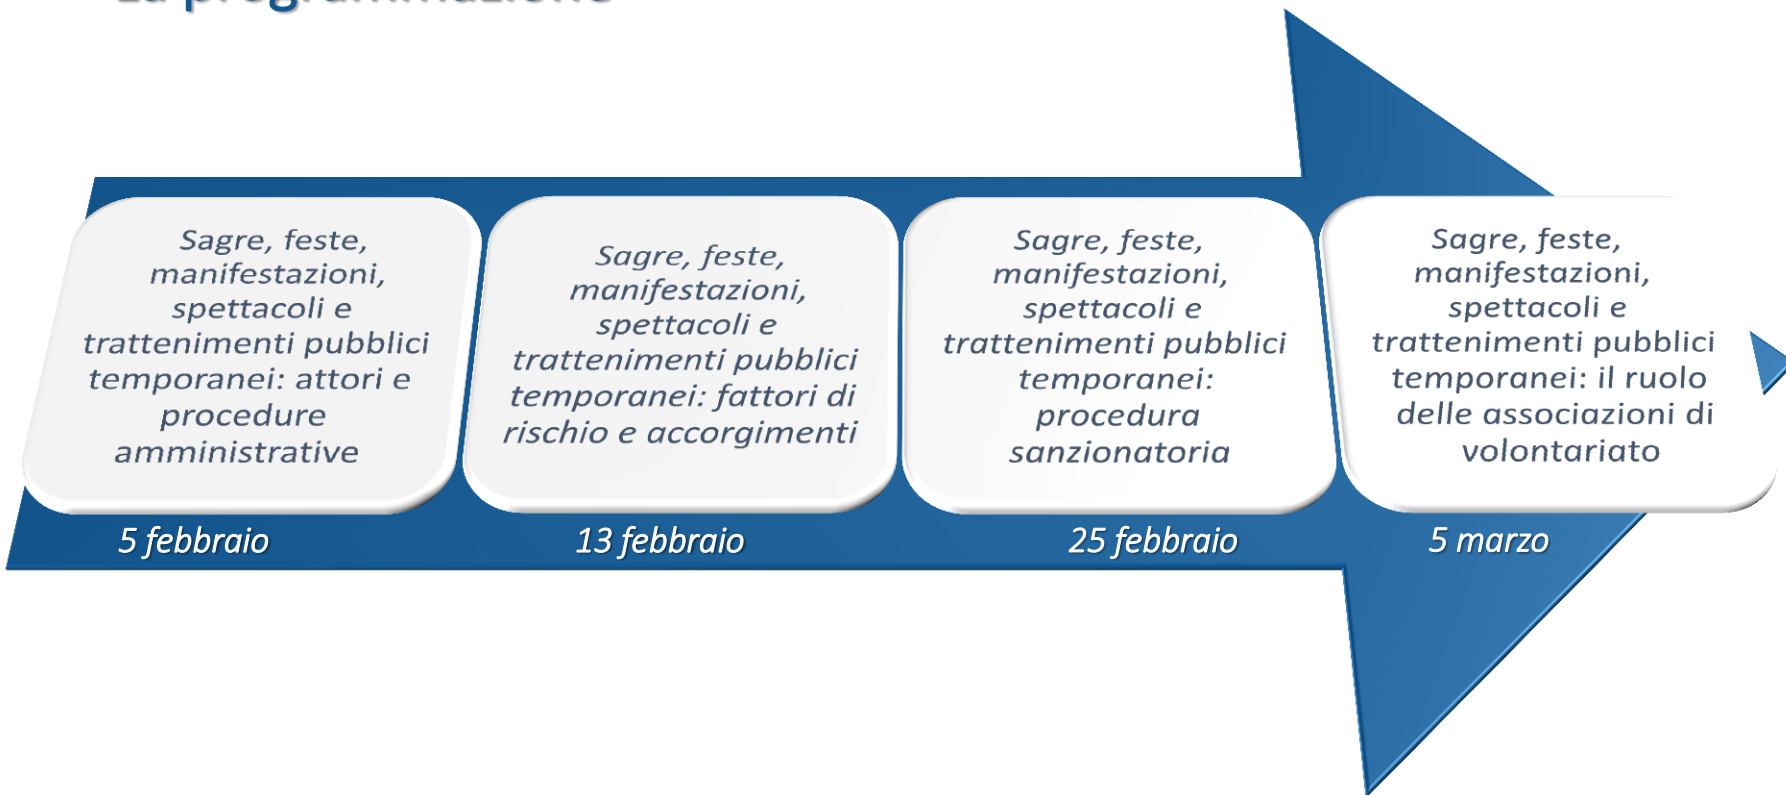 La programmazione
Sagre, feste,
manifestazioni,
spettacoli e
trattenimenti pubblici
temporanei: attori e
procedure
amministrative
5 febbraio
Sagre, feste,
manifestazioni,
spettacoli e
trattenimenti pubblici
temporanei: fattori di
rischio e accorgimenti
13 febbraio
Sagre, feste,
manifestazioni,
spettacoli e
trattenimenti pubblici
temporanei:
procedura
sanzionatoria
25 febbraio
Sagre, feste,
manifestazioni,
spettacoli e
trattenimenti pubblici
temporanei: il ruolo
delle associazioni di
volontariato
5 marzo